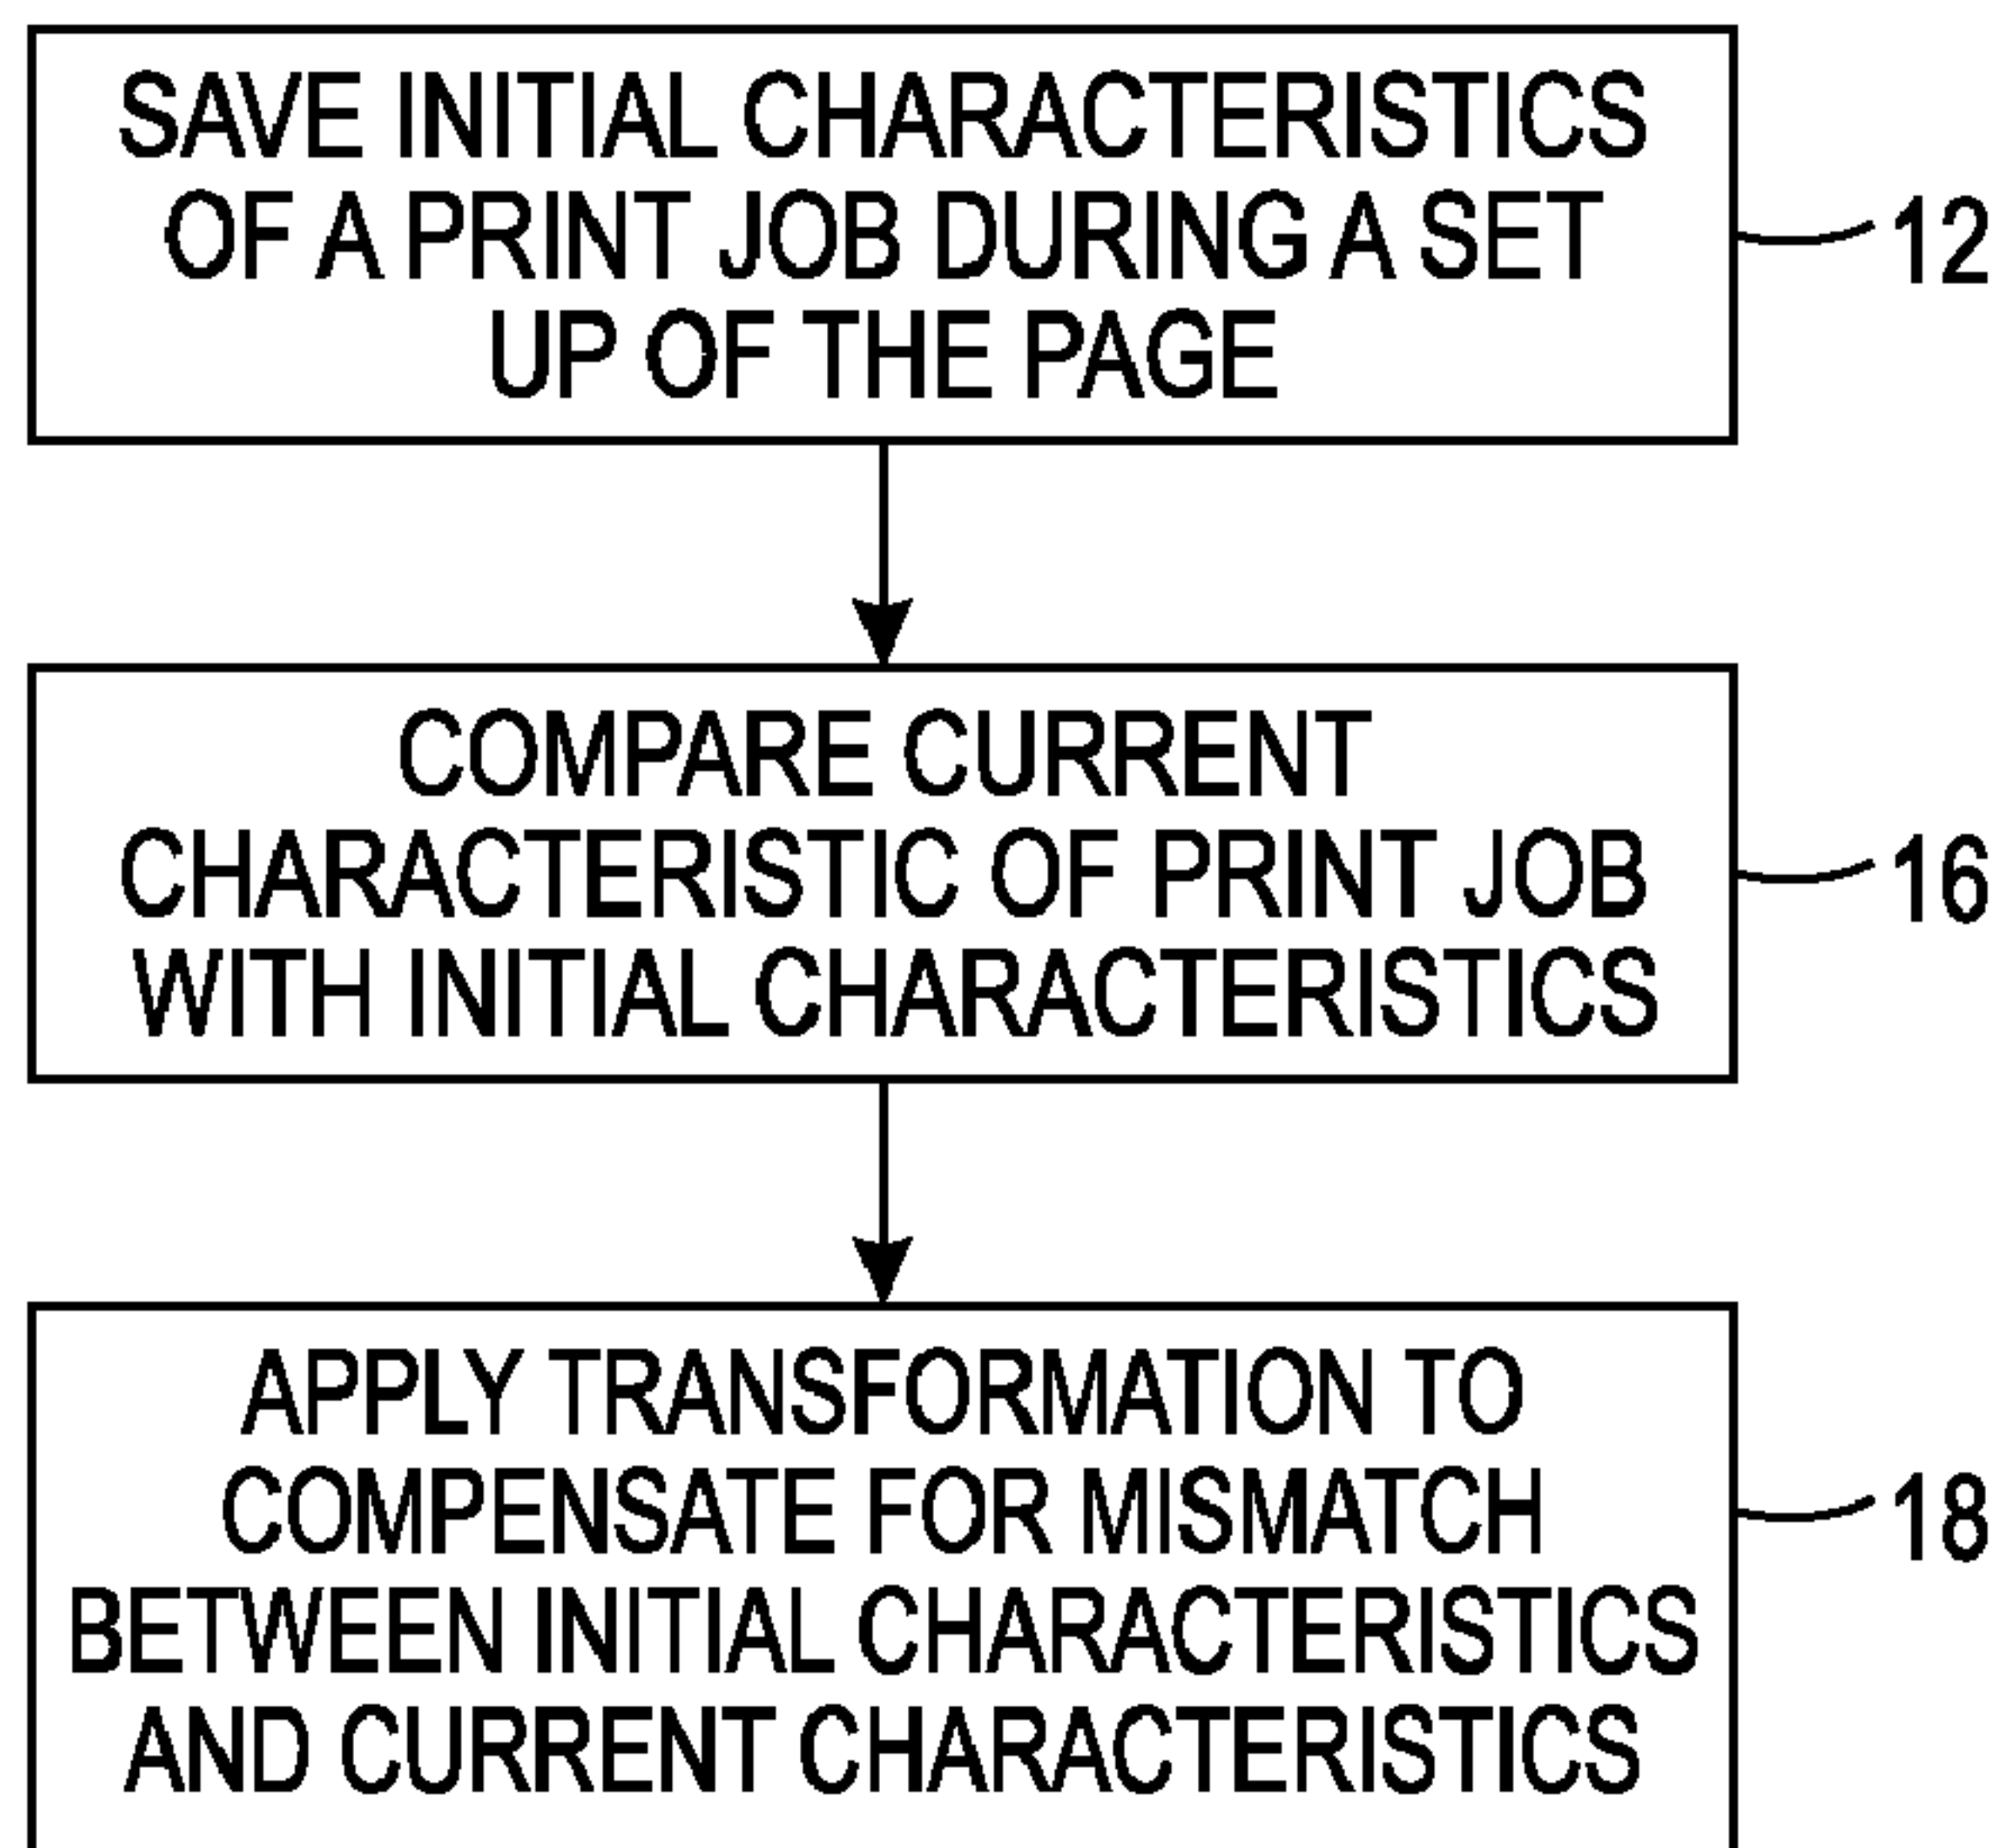 SAVE INITIAL CHARACTERISTICS
OF A PRINT JOB DURING A SET
UP OF THE PAGE
12
COMPARE CURRENT
CHARACTERISTIC OF PRINT JOB
WITH INITIAL CHARACTERISTICS
16
APPLY TRANSFORMATION TO
COMPENSATE FOR MISMATCH
BETWEEN INITIAL CHARACTERISTICS
AND CURRENT CHARACTERISTICS
18